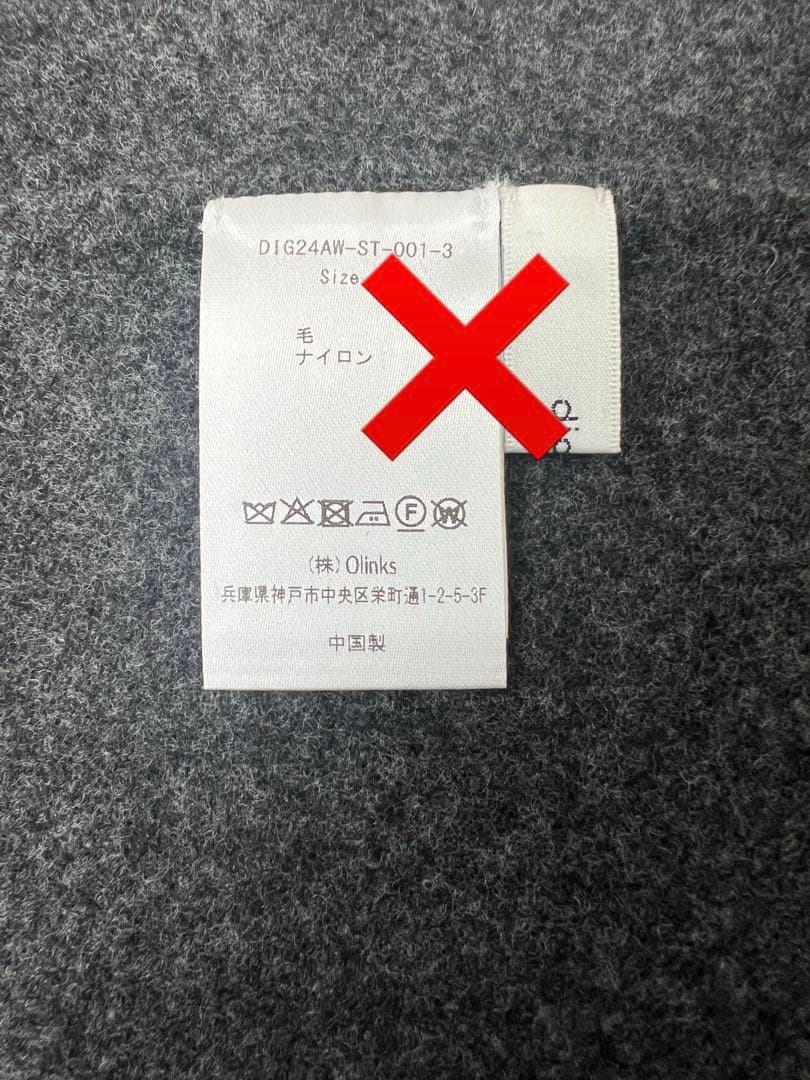 DIG24AW-ST-001-3
Size
毛
ナイロン
F
W
(株)Olinks
兵庫県神戸市中央区栄町通1-2-5-3F
中国製